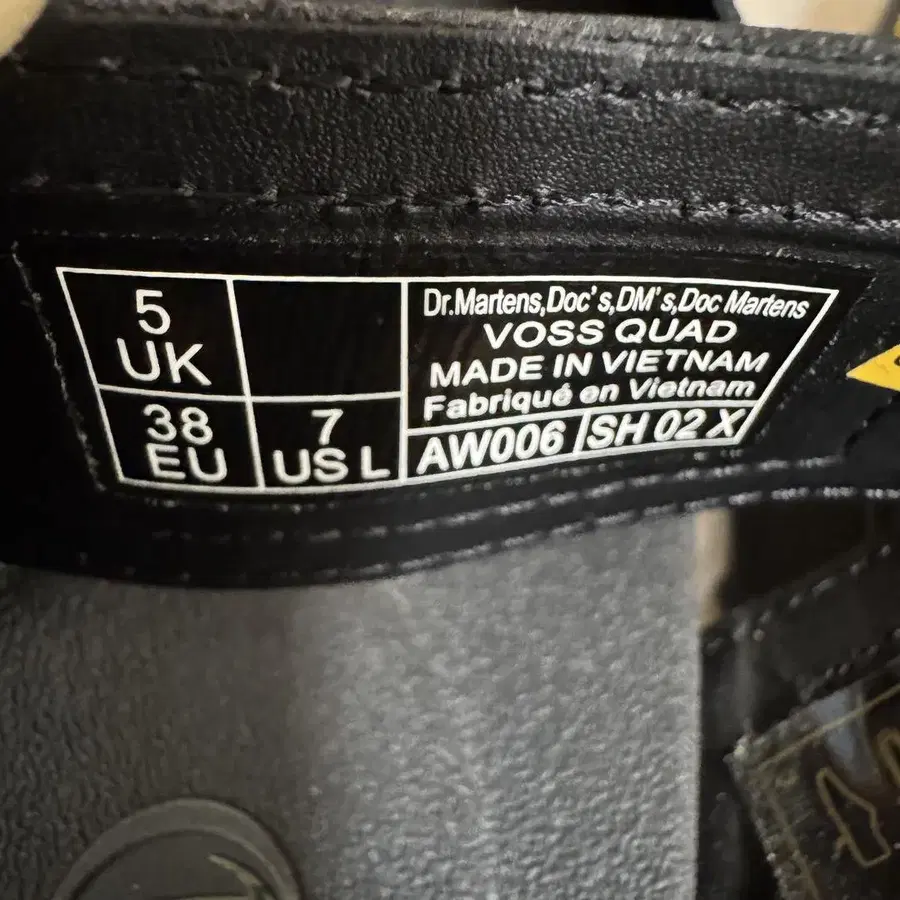 5
UK
38
EU
7
US L
Dr.Martens,Doc's,DM's,Doc Martens
VOSS QUAD
MADE IN VIETNAM
Fabriqué en Vietnam
AW006 SH 02 X